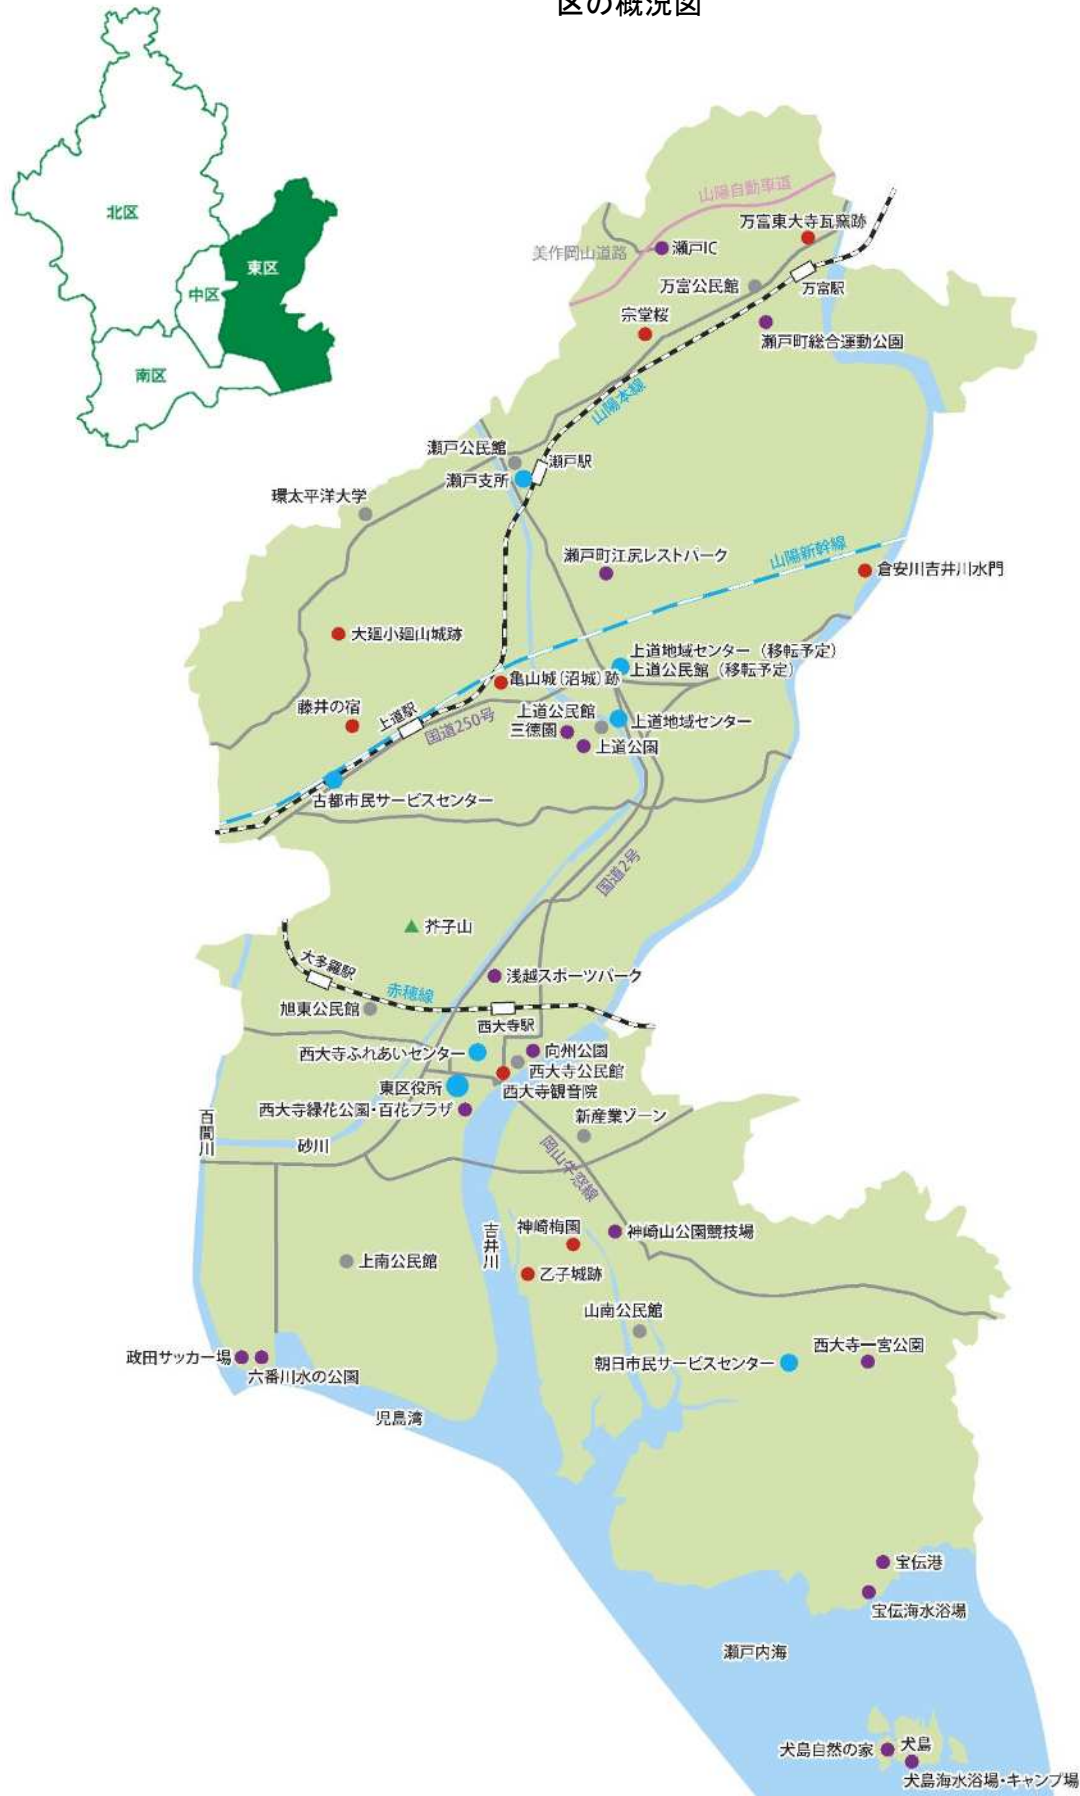 区の概況図
北区
東区
中区
南区
山陽自動車道
万富東大寺瓦窯跡
美作岡山道路
瀬戸IC
万富公民館
万富駅
宗堂桜
瀬戸町総合運動公園
山陽本線
瀬戸公民館
瀬戸駅
瀬戸支所
環太平洋大学
瀬戸町江尻レストパーク
山陽新幹線
倉安川吉井川水門
大廻小廻山城跡
上道地域センター（移転予定）
上道公民館（移転予定）
亀山城（沼城）跡
藤井の宿
上道駅
国道250号
上道公民館
上道地域センター
三徳園
上道公園
古都市民サービスセンター
国道2号
芥子山
大多羅駅
浅越スポーツパーク
赤穂線
旭東公民館
西大寺駅
西大寺ふれあいセンター
向州公園
西大寺公民館
東区役所
西大寺観音院
西大寺緑花公園・百花プラザ
新産業ゾーン
百間川
砂川
岡山牛窓線
吉井川
神崎梅園
神崎山公園競技場
上南公民館
乙子城跡
山南公民館
政田サッカー場
六番川水の公園
朝日市民サービスセンター
西大寺一宮公園
児島湾
宝伝港
宝伝海水浴場
瀬戸内海
犬島自然の家
犬島
犬島海水浴場・キャンプ場